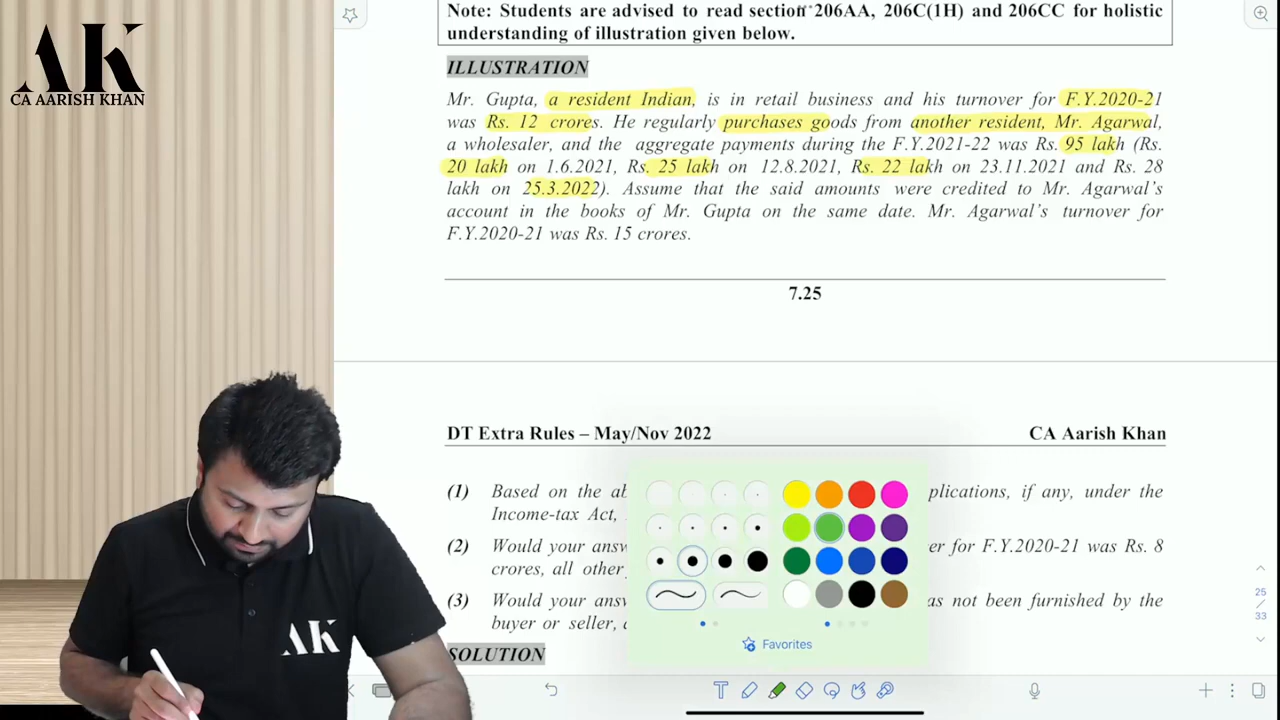 AK
CA AARISH KHAN
Note: Students are advised to read section 206AA, 206C(1H) and 206CC for holistic
understanding of illustration given below.
ILLUSTRATION
Mr. Gupta, a resident Indian, is in retail business and his turnover for F.Y.2020-21
was Rs. 12 crores. He regularly purchases goods from another resident, Mr. Agarwal,
a wholesaler, and the aggregate payments during the F.Y.2021-22 was Rs. 95 lakh (Rs.
20 lakh on 1.6.2021, Rs. 25 lakh on 12.8.2021, Rs. 22 lakh on 23.11.2021 and Rs. 28
lakh on 25.3.2022). Assume that the said amounts were credited to Mr. Agarwal's
account in the books of Mr. Gupta on the same date. Mr. Agarwal's turnover for
F.Y.2020-21 was Rs. 15 crores.
7.25
DT Extra Rules – May/Nov 2022
CA Aarish Khan
(1) Based on the ab plications, if any, under the
Income-tax Act,
(2) Would your answ er for F.Y.2020-21 was Rs. 8
crores, all other
(3) Would your answ as not been furnished by the
buyer or seller,
SOLUTION
Favorites
25
33
AK